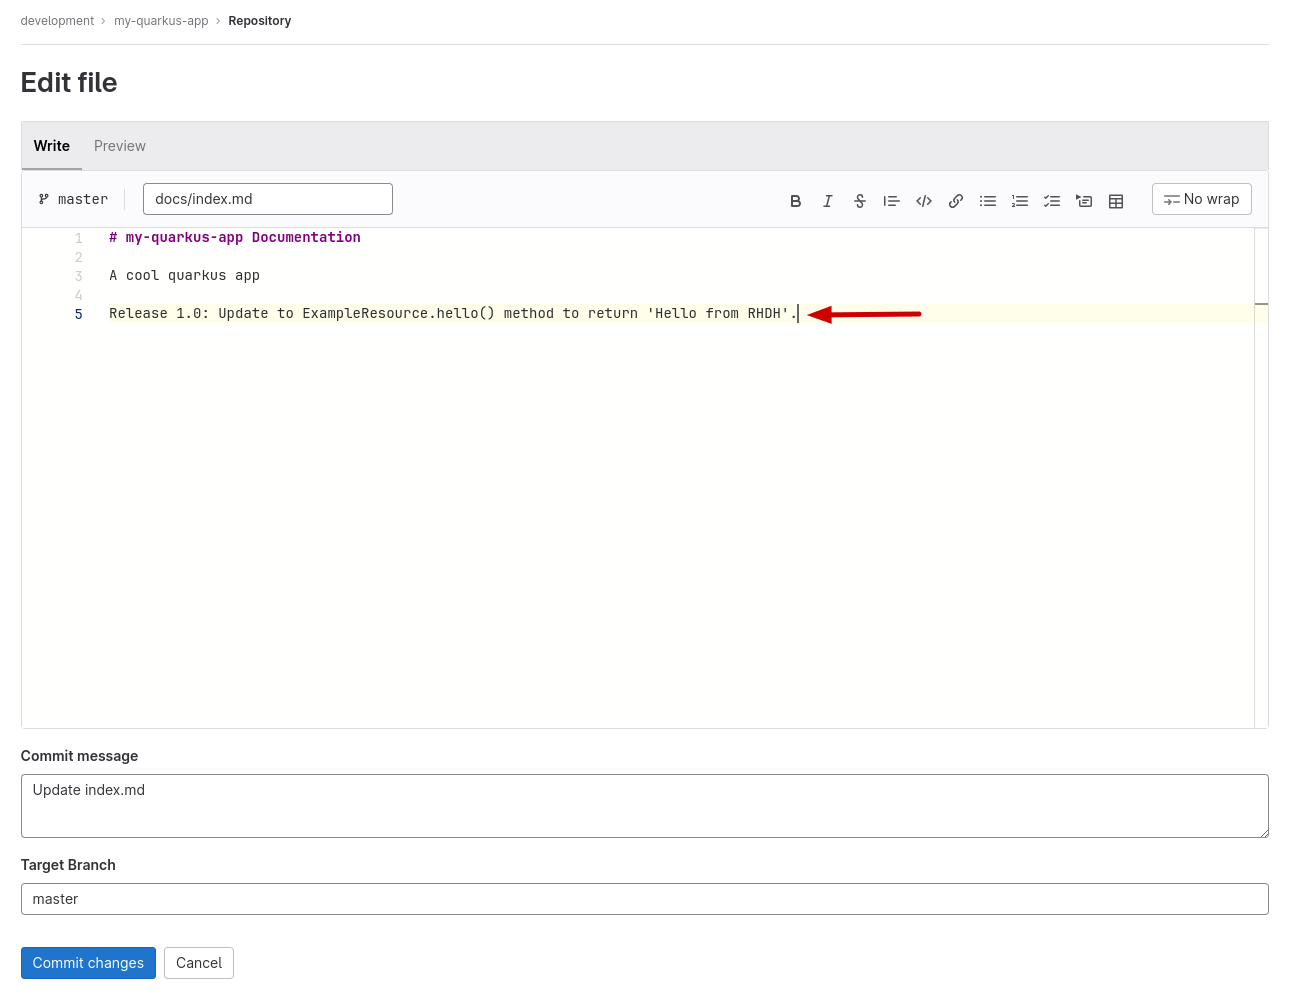 development › my-quarkus-app › Repository
Edit file
Write Preview
master docs/index.md No wrap
1 # my-quarkus-app Documentation
2
3 A cool quarkus app
4
5 Release 1.0: Update to ExampleResource.hello() method to return 'Hello from RHDH'.
Commit message
Update index.md
Target Branch
master
Commit changes Cancel